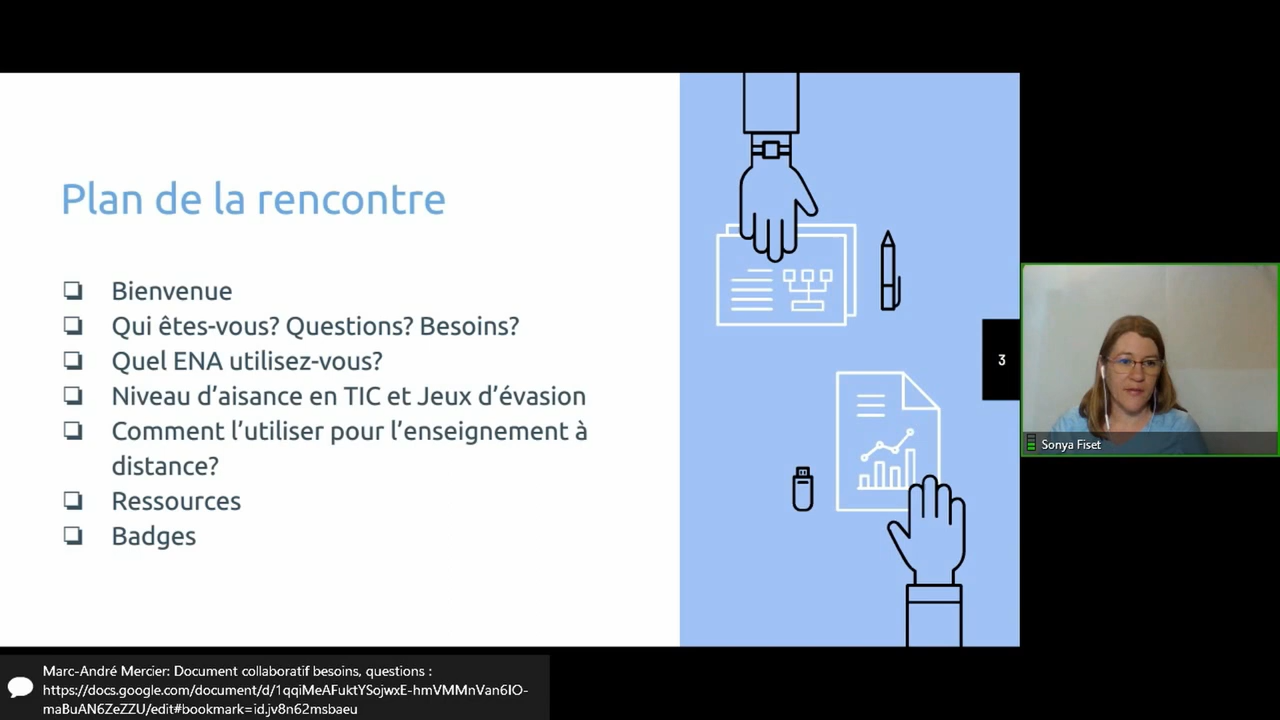 Plan de la rencontre
❏ Bienvenue
❏ Qui êtes-vous? Questions? Besoins?
❏ Quel ENA utilisez-vous?
❏ Niveau d’aisance en TIC et Jeux d’évasion
❏ Comment l’utiliser pour l’enseignement à
distance?
❏ Ressources
❏ Badges
3
Sonya Fiset
Marc-André Mercier: Document collaboratif besoins, questions :
https://docs.google.com/document/d/1qqiMeAFuktYSojwxE-hmVMMnVan6IO-
maBuAN6ZeZZU/edit#bookmark=id.jv8n62msbaeu